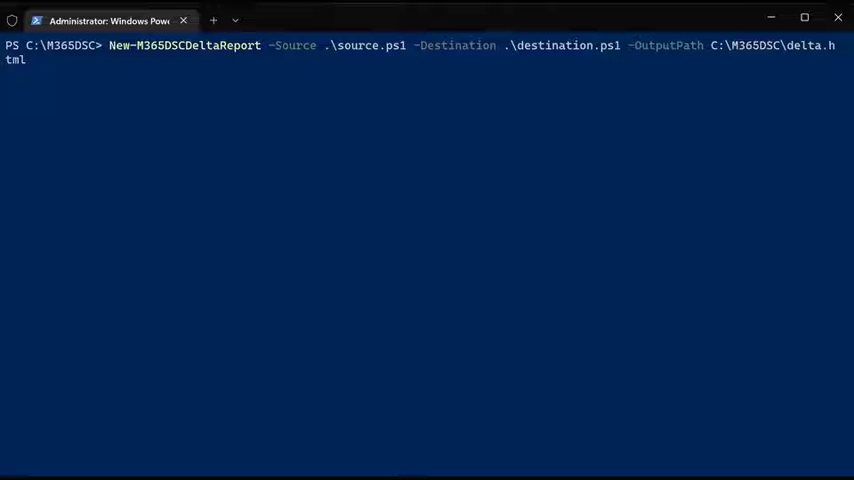 Administrator: Windows Powe
PS C:\M365DSC> New-M365DSCDeltaReport -Source .\source.ps1 -Destination .\destination.ps1 -OutputPath C:\M365DSC\delta.h
tml